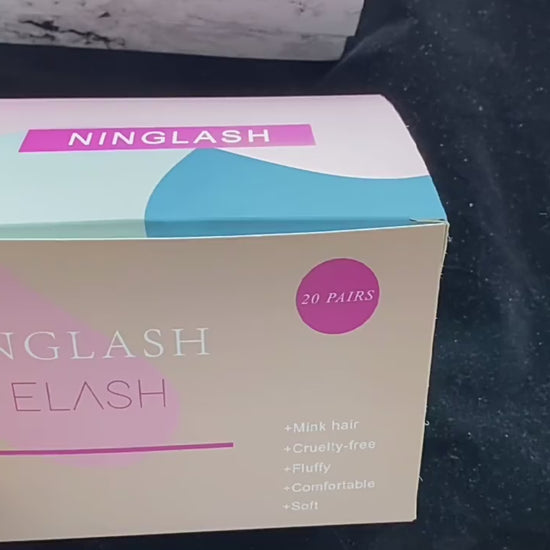 NINGLASH
20 PAIRS
NGLASH
ELASH
+Mink hair
+Cruelty-free
+Fluffy
+Comfortable
+Soft